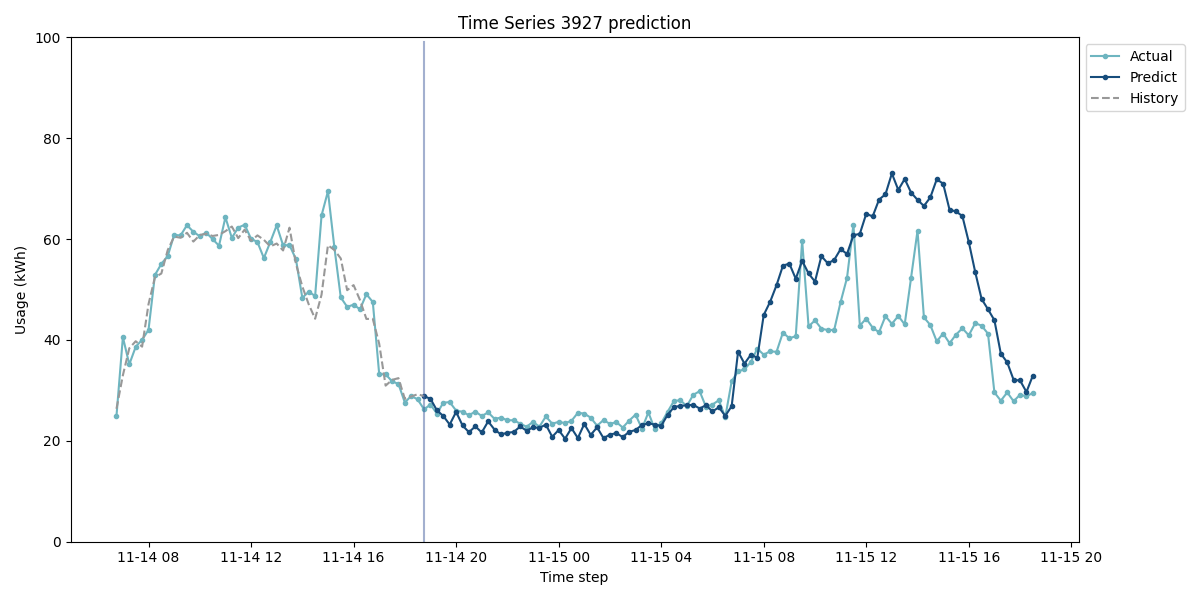 Time Series 3927 prediction
100
80
60
40
20
0
Usage (kWh)
11-14 08
11-14 12
11-14 16
11-14 20
11-15 00
11-15 04
11-15 08
11-15 12
11-15 16
11-15 20
Time step
Actual
Predict
History